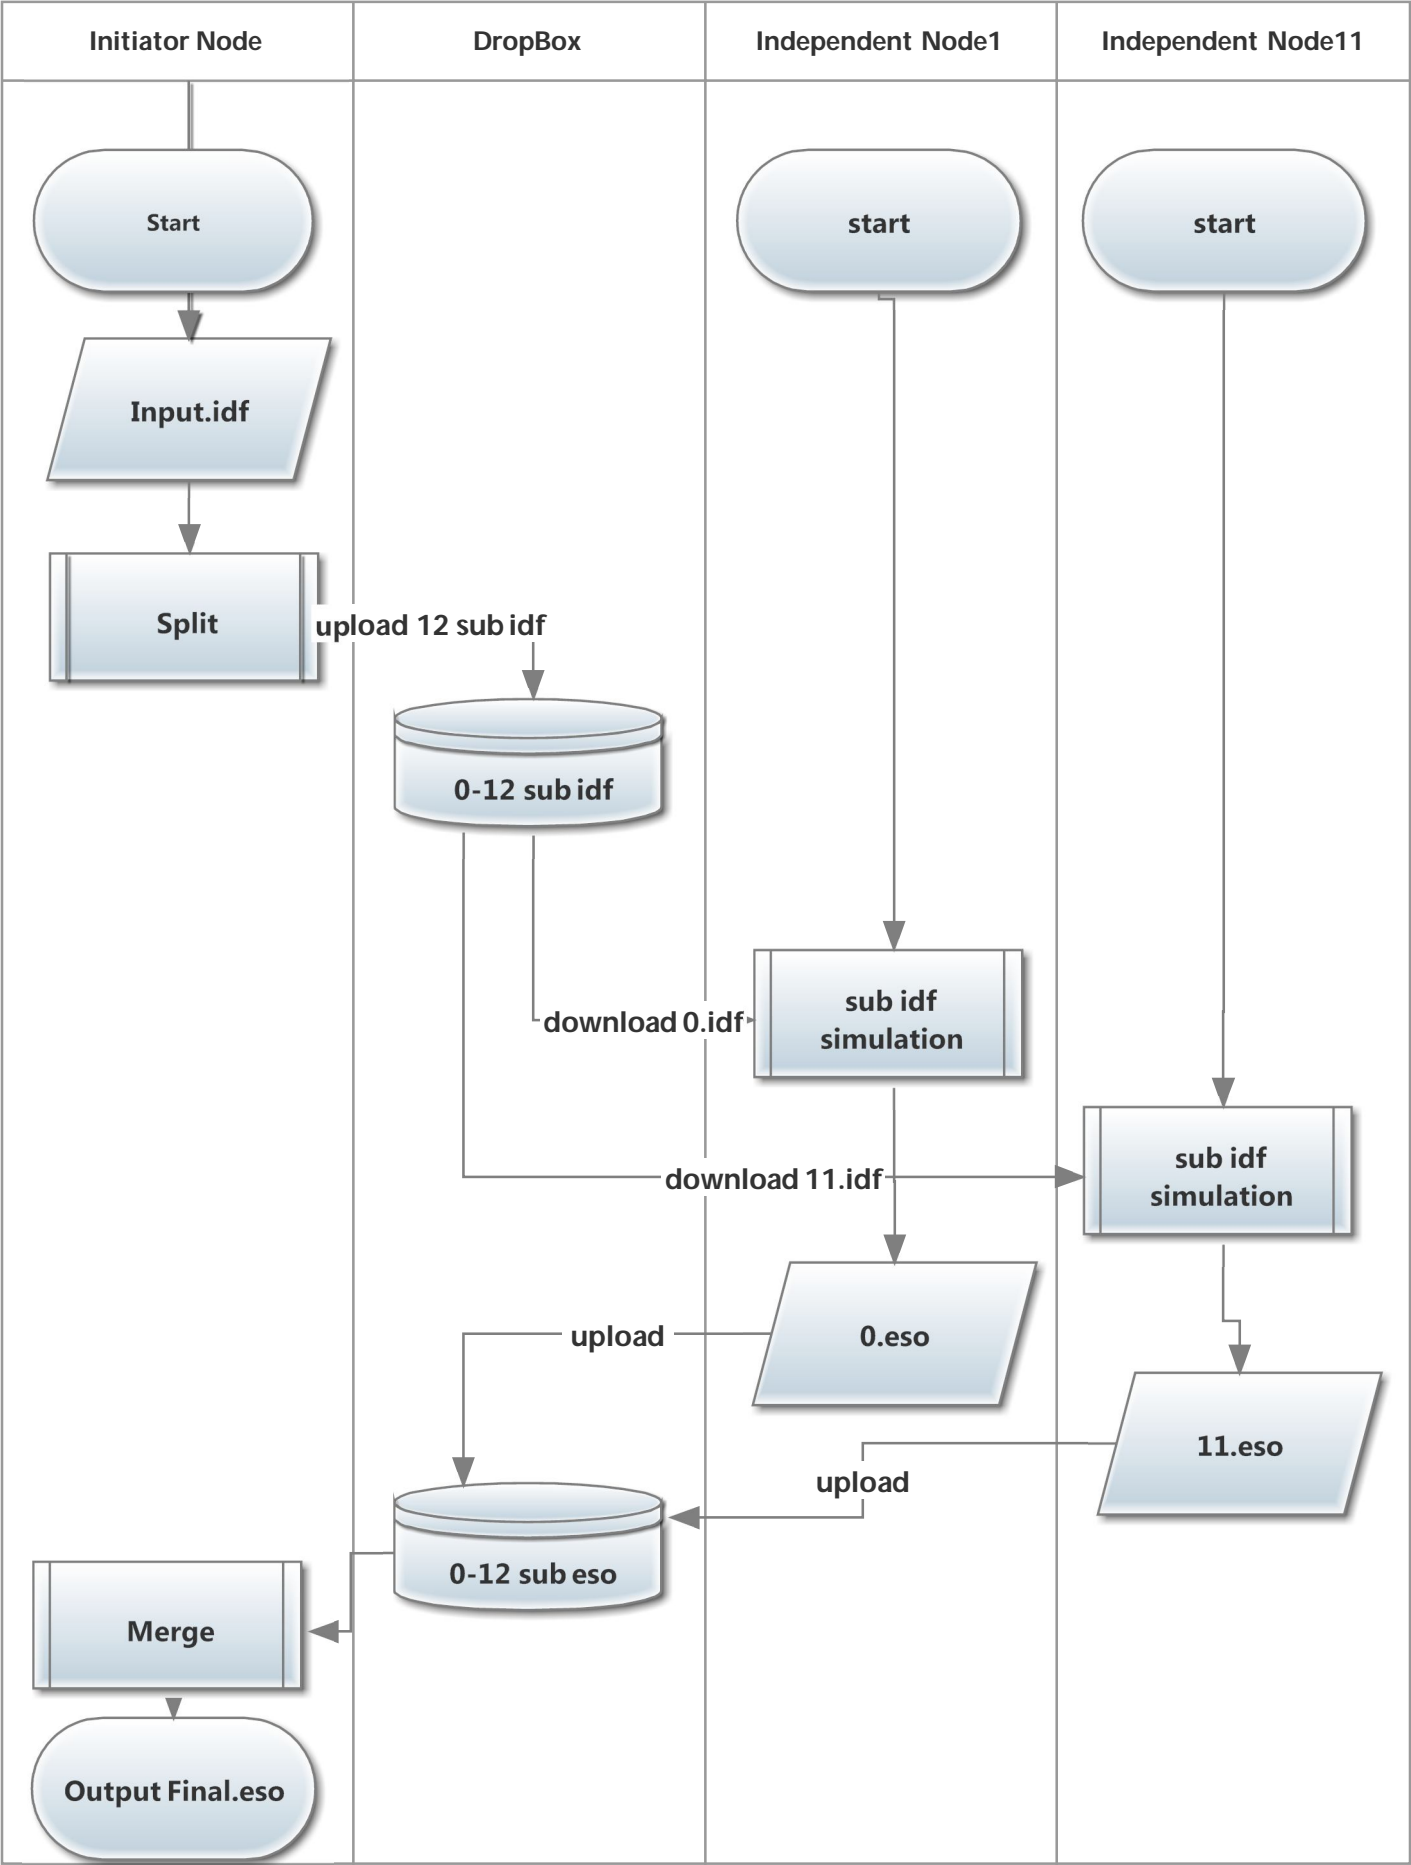 Initiator Node
DropBox
Independent Node1
Independent Node11
Start
start
start
Input.idf
Split
upload 12 sub idf
0-12 sub idf
download 0.idf
sub idf
simulation
download 11.idf
sub idf
simulation
upload
0.eso
11.eso
upload
0-12 sub eso
Merge
Output Final.eso